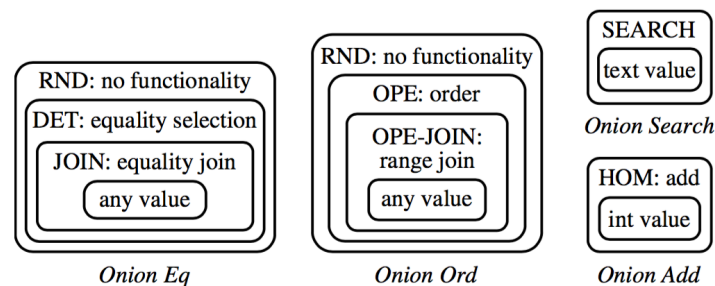 RND: no functionality
DET: equality selection
JOIN: equality join
any value
Onion Eq
RND: no functionality
OPE: order
OPE-JOIN:
range join
any value
Onion Ord
SEARCH
text value
Onion Search
HOM: add
int value
Onion Add